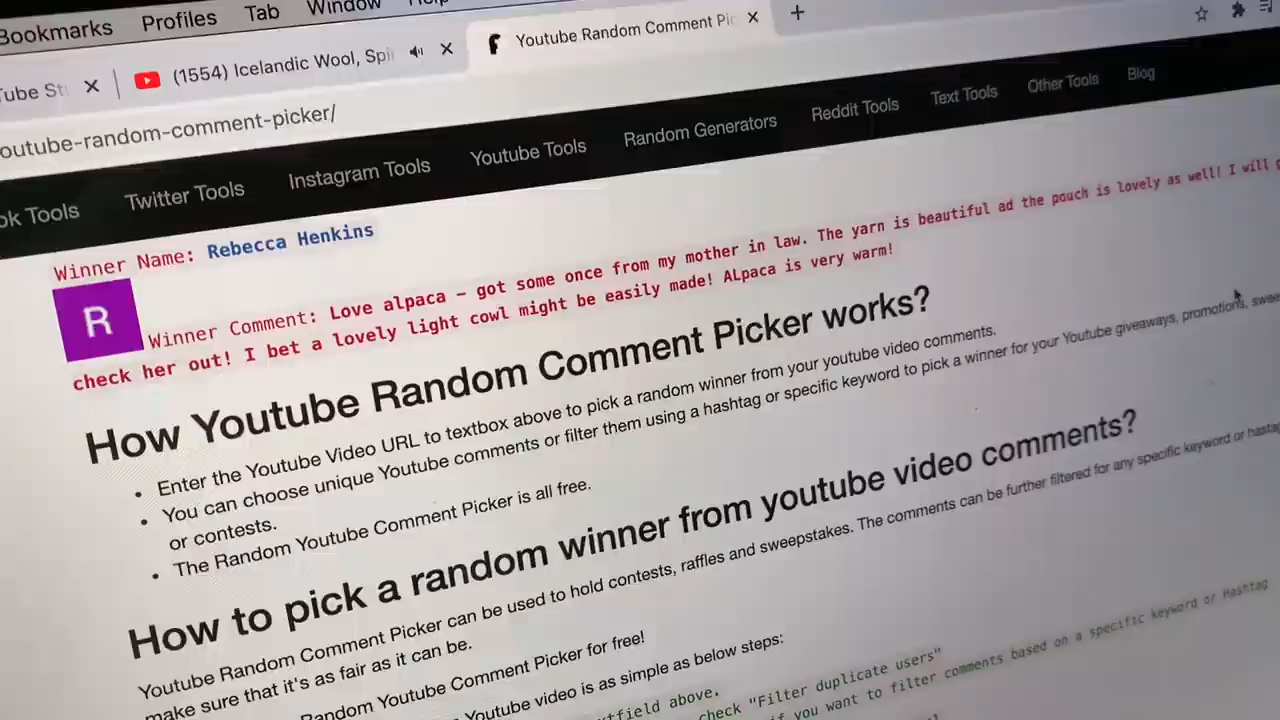 Bookmarks Profiles Tab Window Help
(1554) Icelandic Wool, Spi
Youtube Random Comment Pic
outube-random-comment-picker/
ok Tools Twitter Tools Instagram Tools Youtube Tools Random Generators Reddit Tools Text Tools Other Tools Blog
Winner Name: Rebecca Henkins
R
Winner Comment: Love alpaca – got some once from my mother in law. The yarn is beautiful ad the pouch is lovely as well! I will
check her out! I bet a lovely light cowl might be easily made! ALpaca is very warm!
How Youtube Random Comment Picker works?
• Enter the Youtube Video URL to textbox above to pick a random winner from your youtube video comments.
• You can choose unique Youtube comments or filter them using a hashtag or specific keyword to pick a winner for your Youtube giveaways, promotions,
or contests.
• The Random Youtube Comment Picker is all free.
How to pick a random winner from youtube video comments?
Youtube Random Comment Picker can be used to hold contests, raffles and sweepstakes. The comments can be further filtered for any specific keyword or
make sure that it's as fair as it can be.
Random Youtube Comment Picker for free!
Youtube video is as simple as below steps:
tfield above.
check "Filter duplicate users"
if you want to filter comments based on a specific keyword or Hashtag